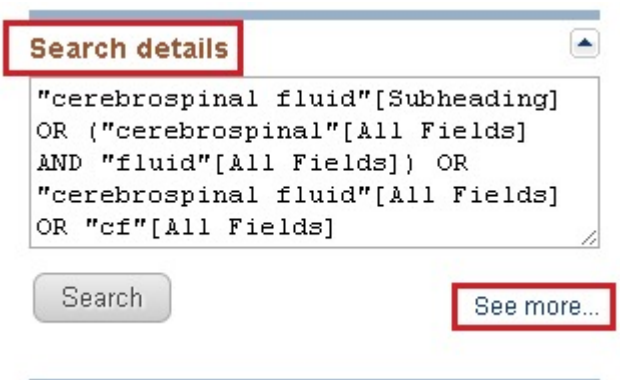 Search details
"cerebrospinal fluid"[Subheading]
OR ("cerebrospinal"[All Fields]
AND "fluid"[All Fields]) OR
"cerebrospinal fluid"[All Fields]
OR "cf"[All Fields]
Search
See more...